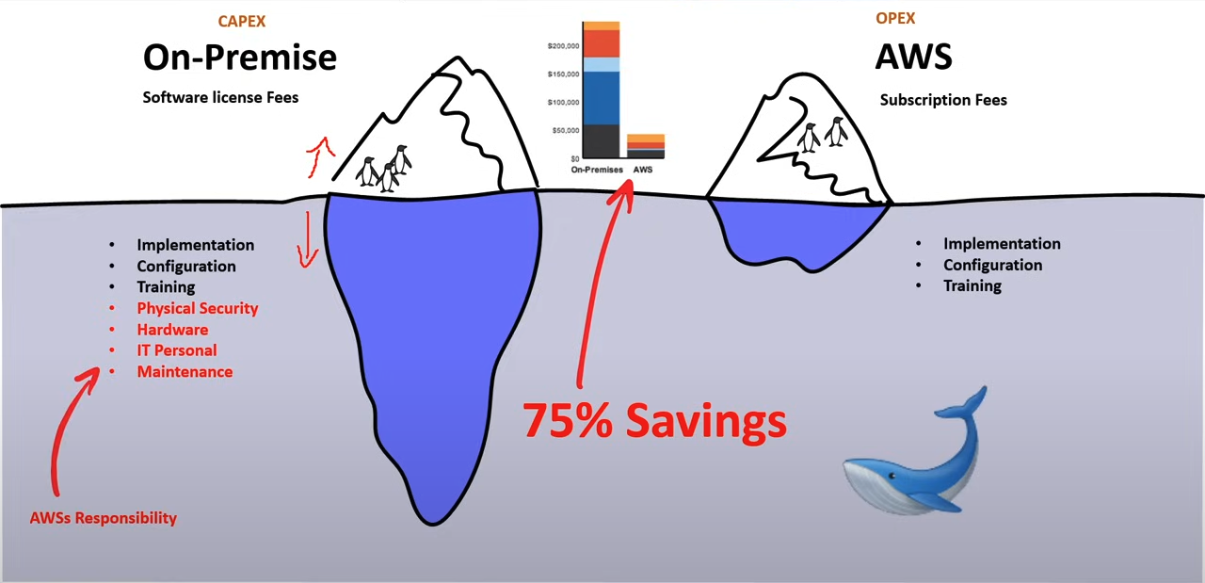 CAPEX
On-Premise
Software license Fees
$200,000
$150,000
$100,000
$50,000
$0
On-Premises AWS
OPEX
AWS
Subscription Fees
• Implementation
• Configuration
• Training
• Physical Security
• Hardware
• IT Personal
• Maintenance
AWSs Responsibility
75% Savings
• Implementation
• Configuration
• Training